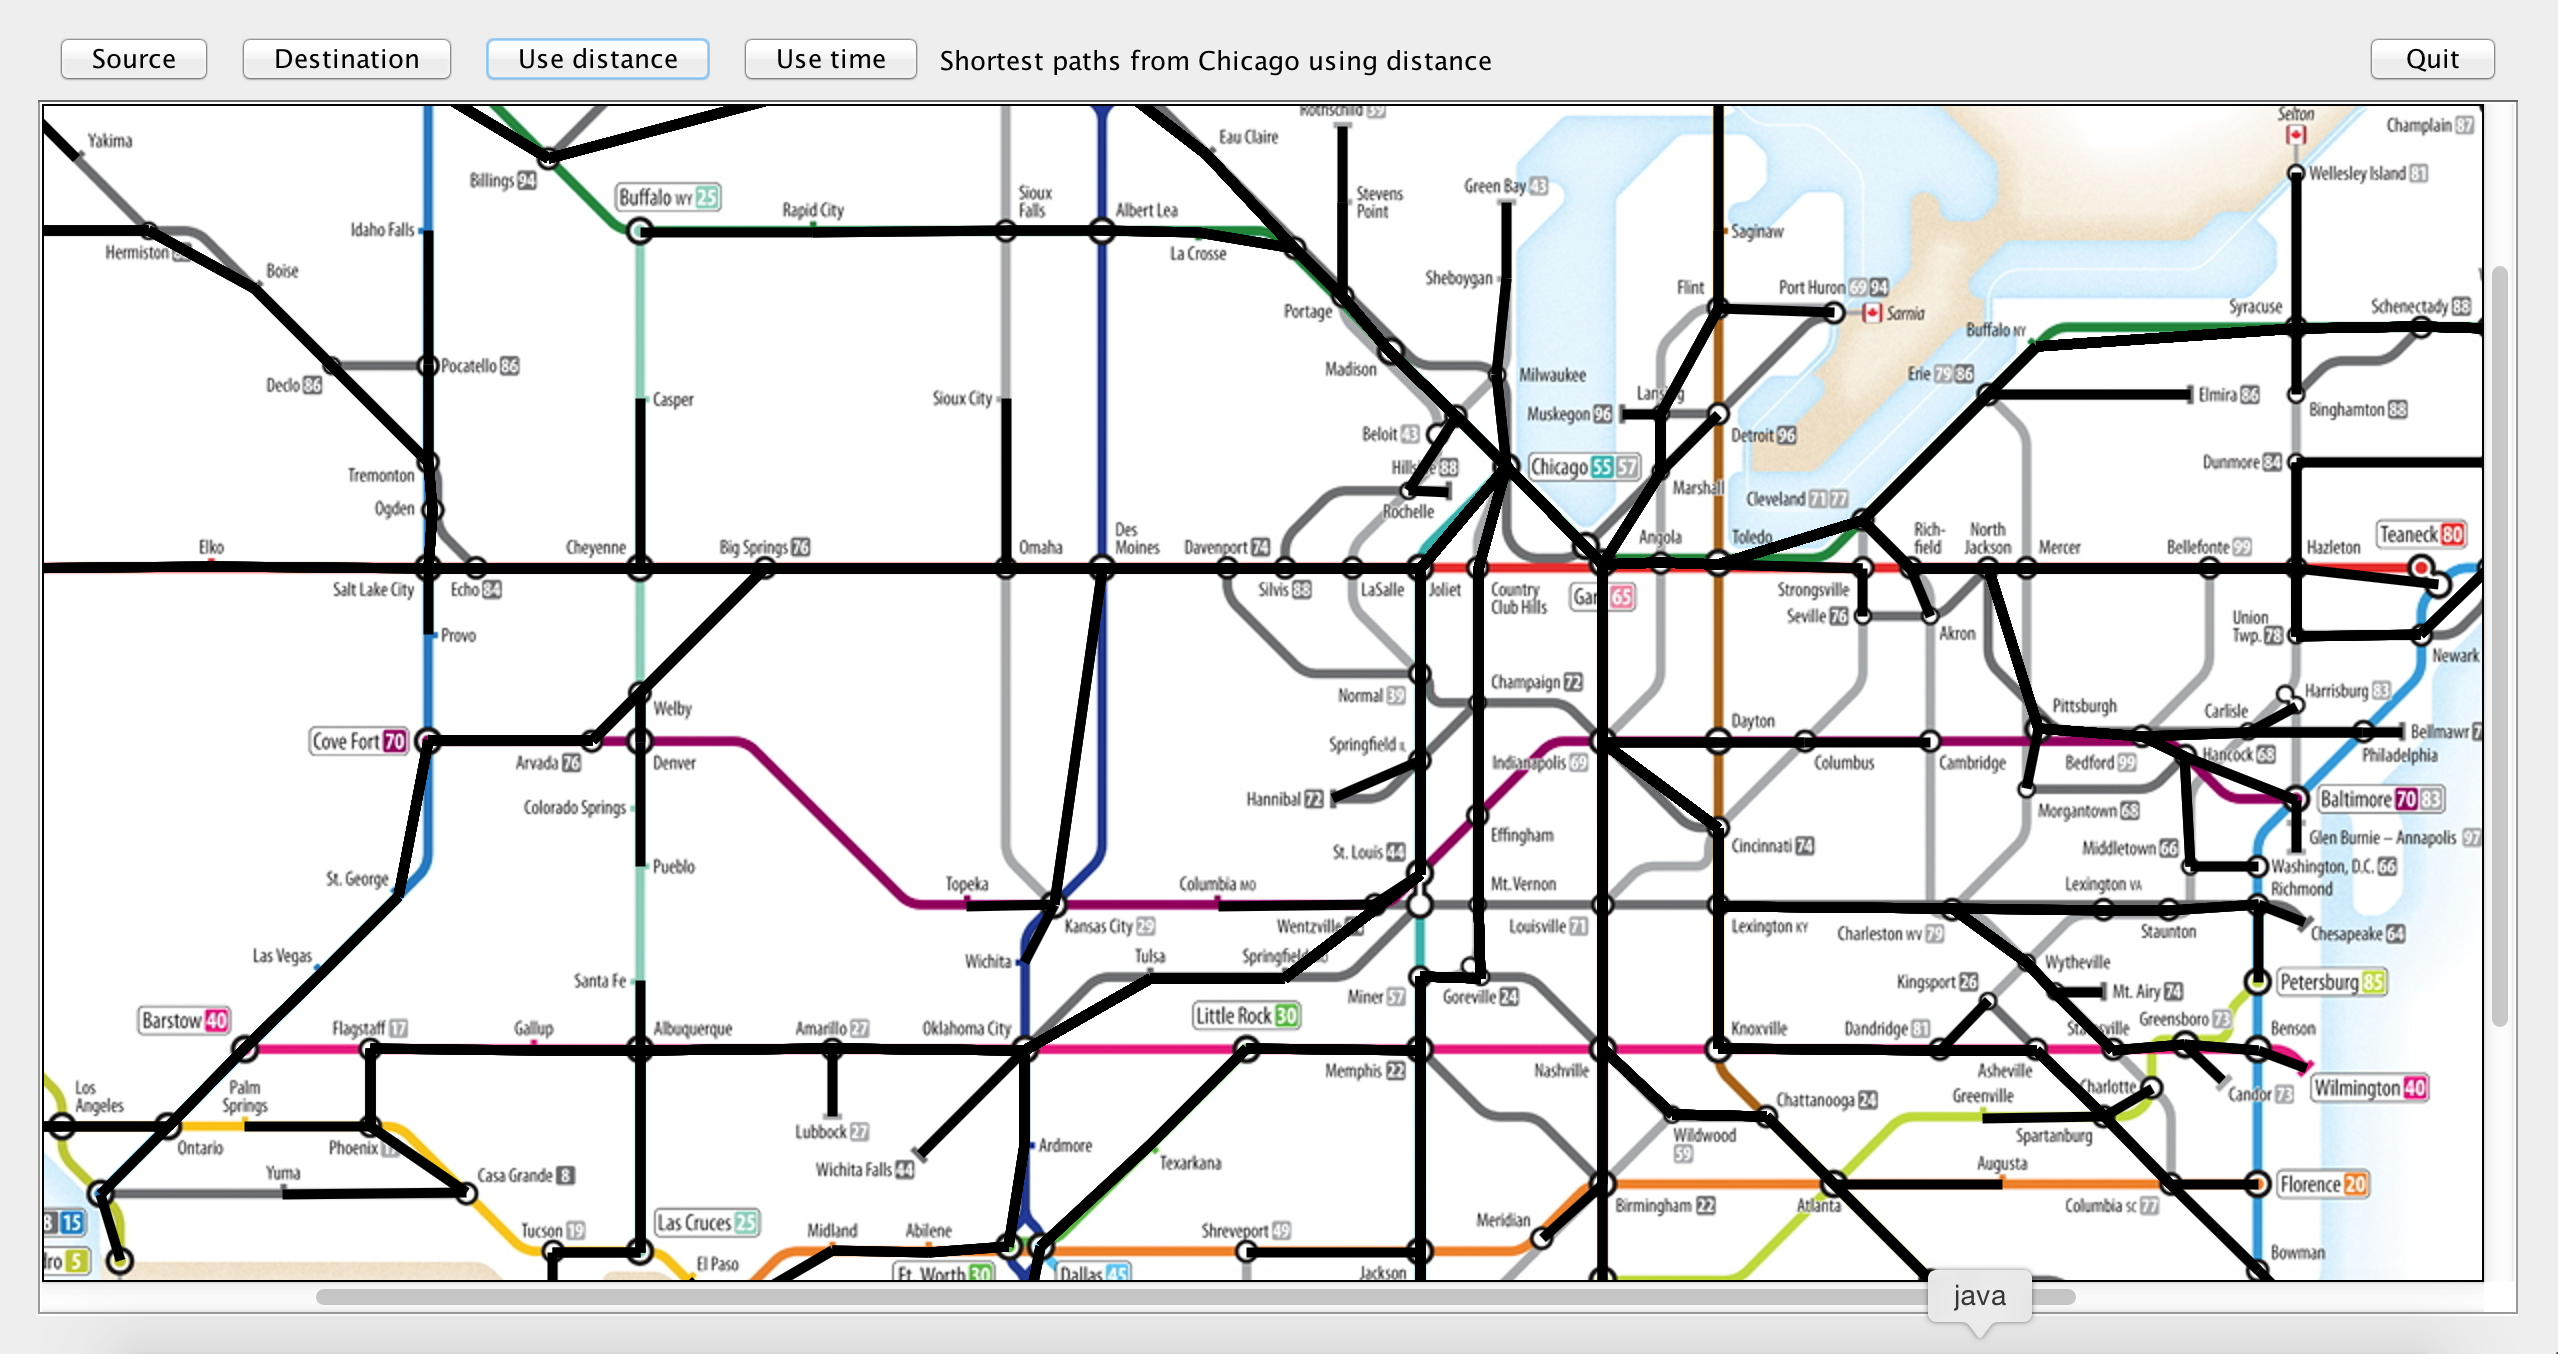 Source
Destination
Use distance
Use time
Shortest paths from Chicago using distance
Quit
Rothschild 39
Selton
Champlain 87
Yakima
Eau Claire
Billings 94
Buffalo WY 25
Rapid City
Sioux
Falls
Albert Lea
Stevens
Point
Green Bay 43
Wellesley Island 81
Idaho Falls
Hermiston
Boise
La Crosse
Saginaw
Sheboygan
Flint
Port Huron 69 94
Sarnia
Portage
Buffalo NY
Syracuse
Schenectady 88
Declo 86
Pocatello 86
Madison
Milwaukee
Erie 79 86
Casper
Sioux City
Muskegon 96
Elmira 86
Binghamton 88
Beloit 43
Detroit 96
Tremonton
88
Chicago 55 57
Dunmore 84
Ogden
Rochelle
Marshall
Cleveland 71 77
Elko
Cheyenne
Big Springs 76
Omaha
Des
Moines
Davenport 74
Angola
Toledo
Rich-
field
North
Jackson
Mercer
Bellefonte 99
Hazleton
Teaneck 80
Salt Lake City
Echo 84
Silvis 88
LaSalle
Joliet
Country
Club Hills
65
Strongsville
Seville 76
Akron
Union
Twp. 78
Provo
Newark
Welby
Normal 39
Champaign 72
Harrisburg 83
Cove Fort 70
Arvada 76
Denver
Springfield IL
Indianapolis 69
Dayton
Columbus
Cambridge
Pittsburgh
Carlisle
Bellmawr 7
Bedford 99
Hancock 68
Philadelphia
Colorado Springs
Hannibal 72
Effingham
Morgantown 68
Baltimore 70 83
Glen Burnie – Annapolis 97
Pueblo
St. George
Topeka
Columbia MO
St. Louis 44
Mt. Vernon
Cincinnati 74
Middletown 66
Washington, D.C. 66
Lexington VA
Richmond
Kansas City 29
Wentzville
Louisville 71
Lexington KY
Charleston WV 79
Staunton
Chesapeake 64
Las Vegas
Wichita
Tulsa
Wytheville
Santa Fe
Miner 57
Goreville 24
Kingsport 26
Mt. Airy 74
Petersburg 85
Barstow 40
Flagstaff 17
Gallup
Albuquerque
Amarillo 27
Oklahoma City
Little Rock 30
Knoxville
Dandridge 81
Greensboro 73
Benson
Memphis 22
Nashville
Asheville
Los
Angeles
Palm
Springs
Chattanooga 24
Greenville
Charlotte
Candor 73
Wilmington 40
Ontario
Phoenix
Lubbock 27
Wichita Falls 44
Ardmore
Texarkana
Wildwood
59
Spartanburg
Yuma
Casa Grande 8
Augusta
Birmingham 22
Atlanta
Columbia SC 77
Florence 20
8 15
Tucson 19
Las Cruces 25
Midland
Abilene
Shreveport 49
Meridian
Bowman
5
El Paso
Ft. Worth 30
Dallas 45
Jackson
java